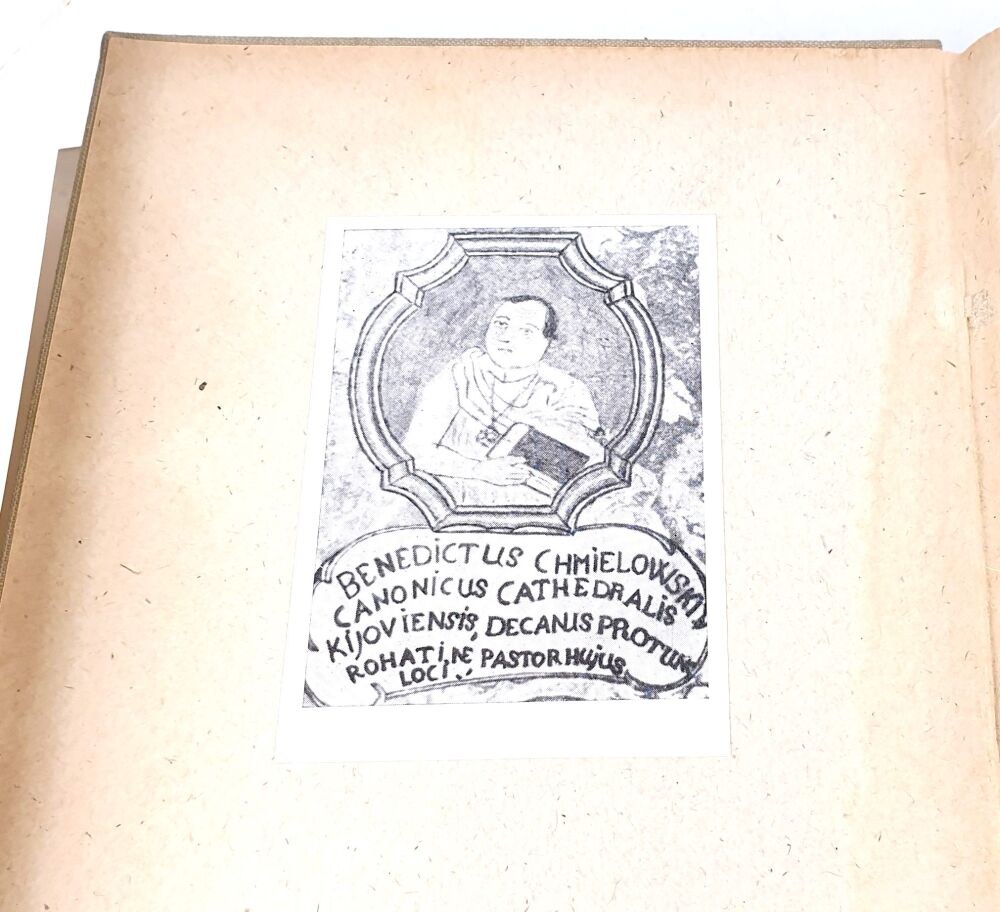 BENEDiCTUS CHMiELOWSKI,
CANONiCUS CATHEDRALiS
KIJOViENSiS, DECANUS PROTUNC
ROHATiNE PASTOR HUJUS
LOCi.